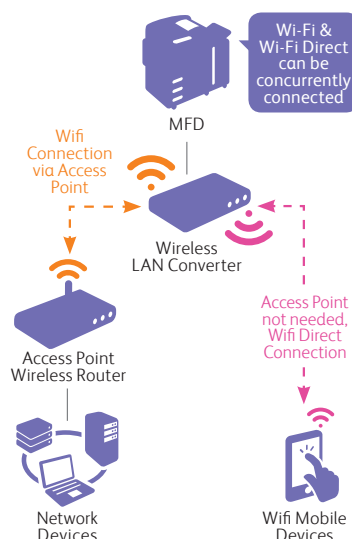 Wi-Fi &
Wi-Fi Direct
can be
concurrently
connected
MFD
Wifi
Connection
via Access
Point
Wireless
LAN Converter
Access Point
not needed,
Wifi Direct
Connection
Access Point
Wireless Router
Network
Devices
Wifi Mobile
Devices